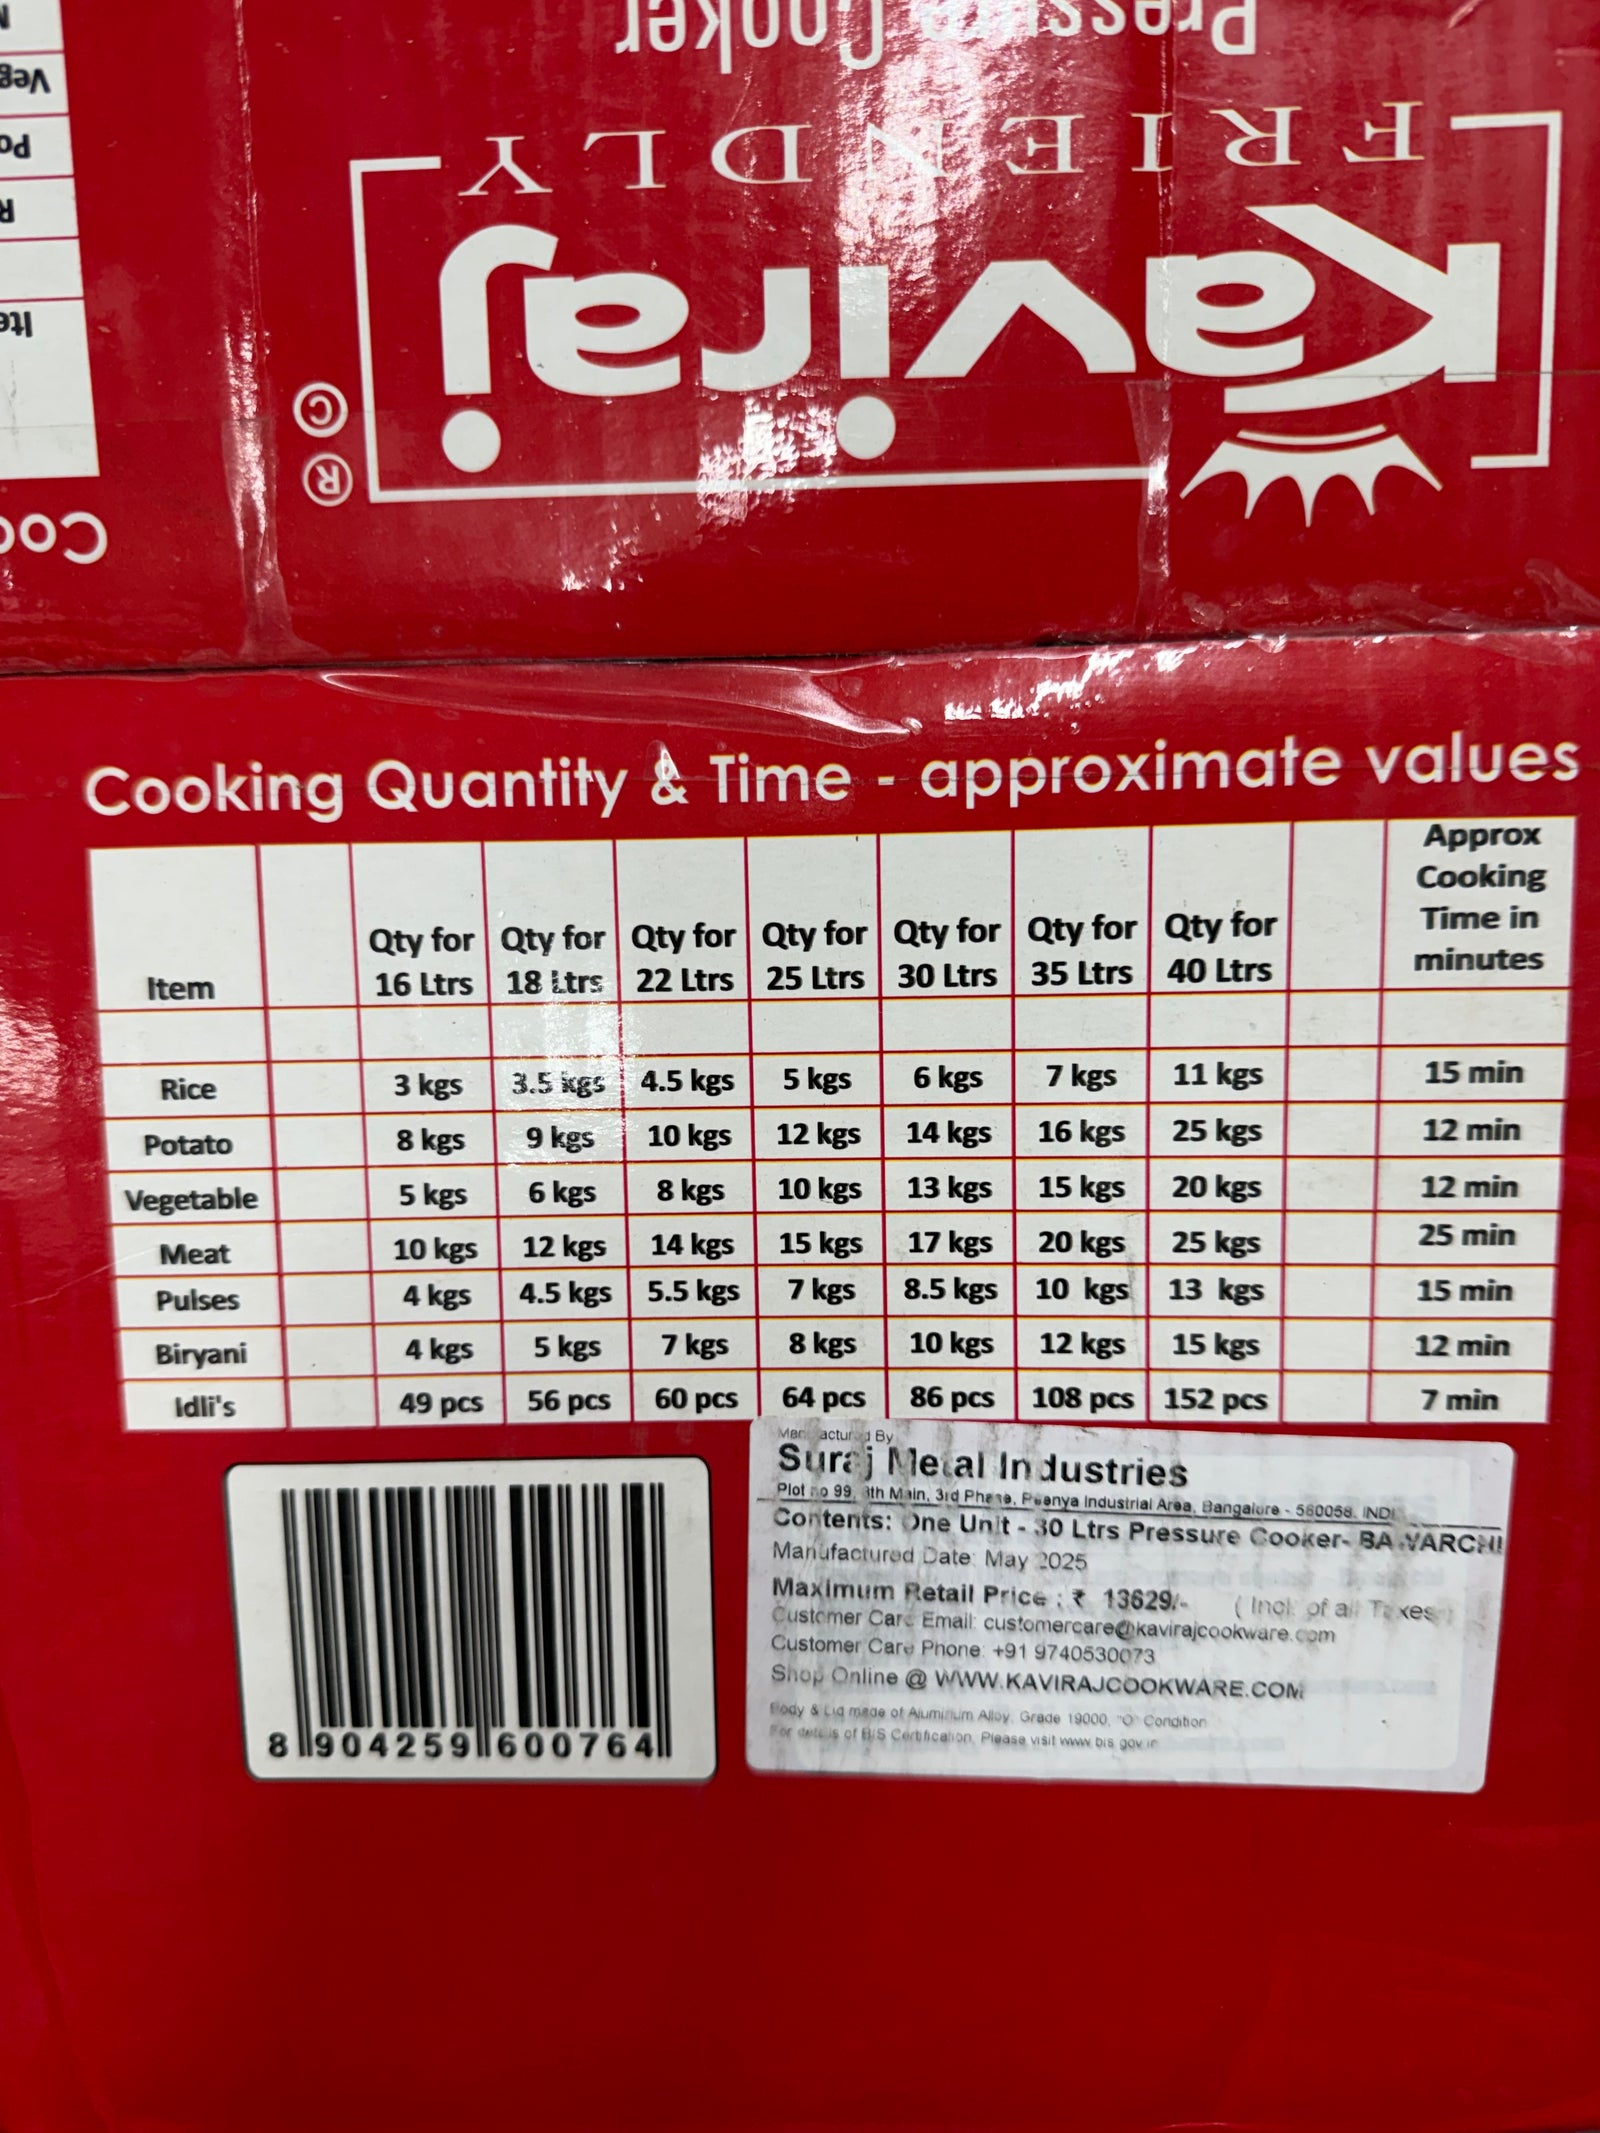 Pressure Cooker
FRIENDLY
Kaviraj
® ©
Cooking Quantity & Time - approximate values
Item Qty for 16 Ltrs Qty for 18 Ltrs Qty for 22 Ltrs Qty for 25 Ltrs Qty for 30 Ltrs Qty for 35 Ltrs Qty for 40 Ltrs Approx Cooking Time in minutes
Rice 3 kgs 3.5 kgs 4.5 kgs 5 kgs 6 kgs 7 kgs 11 kgs 15 min
Potato 8 kgs 9 kgs 10 kgs 12 kgs 14 kgs 16 kgs 25 kgs 12 min
Vegetable 5 kgs 6 kgs 8 kgs 10 kgs 13 kgs 15 kgs 20 kgs 12 min
Meat 10 kgs 12 kgs 14 kgs 15 kgs 17 kgs 20 kgs 25 kgs 25 min
Pulses 4 kgs 4.5 kgs 5.5 kgs 7 kgs 8.5 kgs 10 kgs 13 kgs 15 min
Biryani 4 kgs 5 kgs 7 kgs 8 kgs 10 kgs 12 kgs 15 kgs 12 min
Idli's 49 pcs 56 pcs 60 pcs 64 pcs 86 pcs 108 pcs 152 pcs 7 min
8 904259 600764
Manufactured By
Suraj Metal Industries
Plot no 99, Main, 3rd Phase, Peenya Industrial Area, Bangalore - 560058.
Contents: One Unit - 30 Ltrs Pressure Cooker-
Manufactured Date: May 2025
Maximum Retail Price : ₹ 13629/- ( Incl. of all Taxes )
Customer Care Email: customercare@kavirajcookware.com
Customer Care Phone: +91 9740530073
Shop Online @ WWW.KAVIRAJCOOKWARE.COM
Body & Lid made of Aluminium Alloy, Grade 19000, "O" Condition
For details of BIS Certification, Please visit www.bis.gov.in